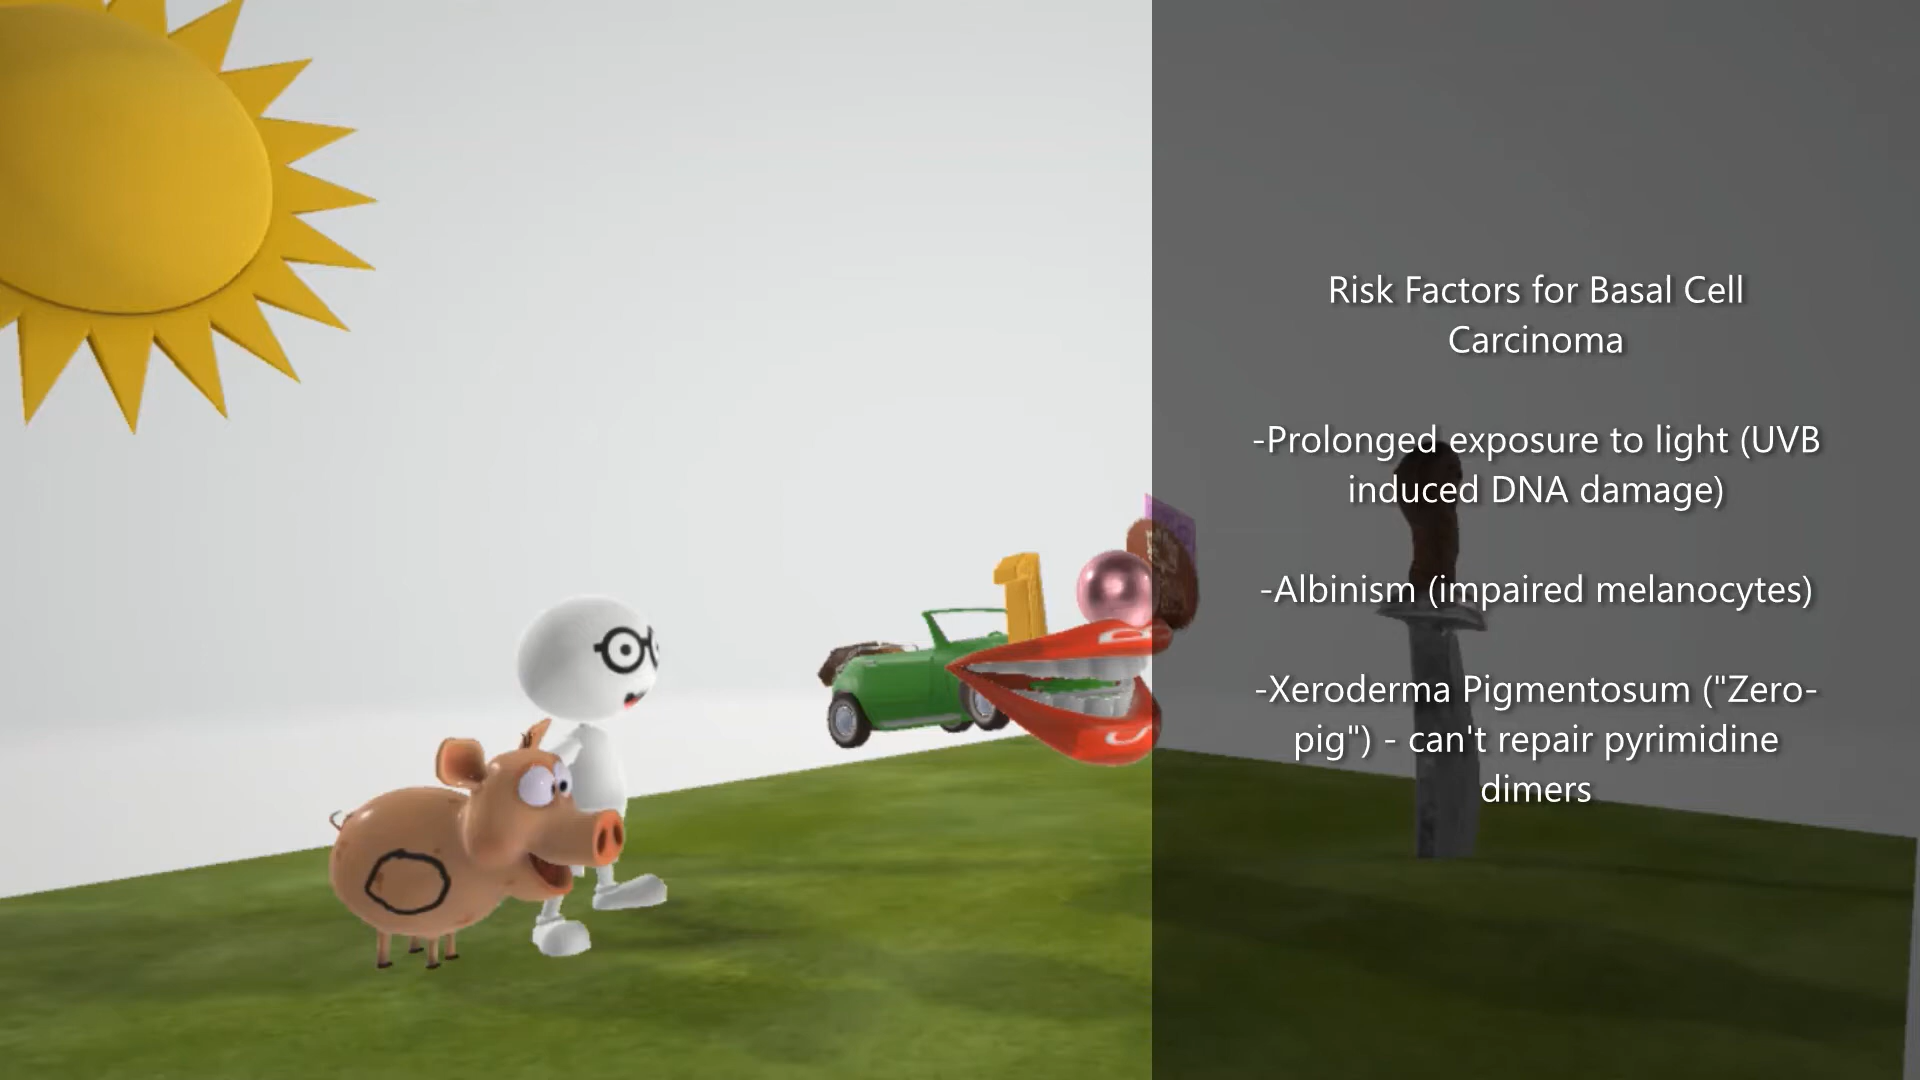 1
Risk Factors for Basal Cell
Carcinoma
-Prolonged exposure to light (UVB
induced DNA damage)
-Albinism (impaired melanocytes)
-Xeroderma Pigmentosum ("Zero-
pig") - can't repair pyrimidine
dimers